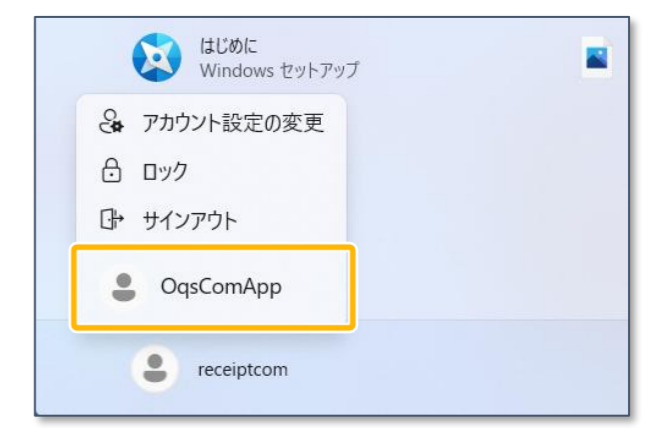 はじめに
Windows セットアップ
アカウント設定の変更
ロック
サインアウト
OqsComApp
receiptcom